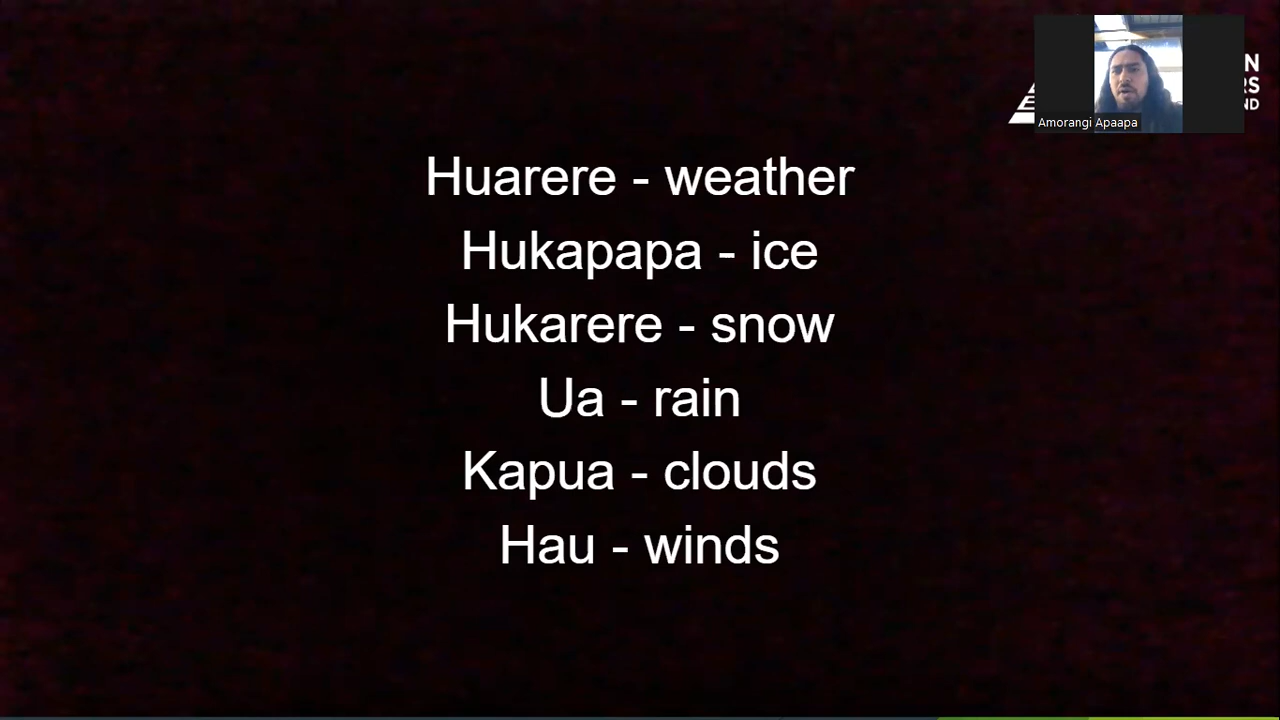 Huarere - weather
Hukapapa - ice
Hukarere - snow
Ua - rain
Kapua - clouds
Hau - winds
Amorangi Apaapa